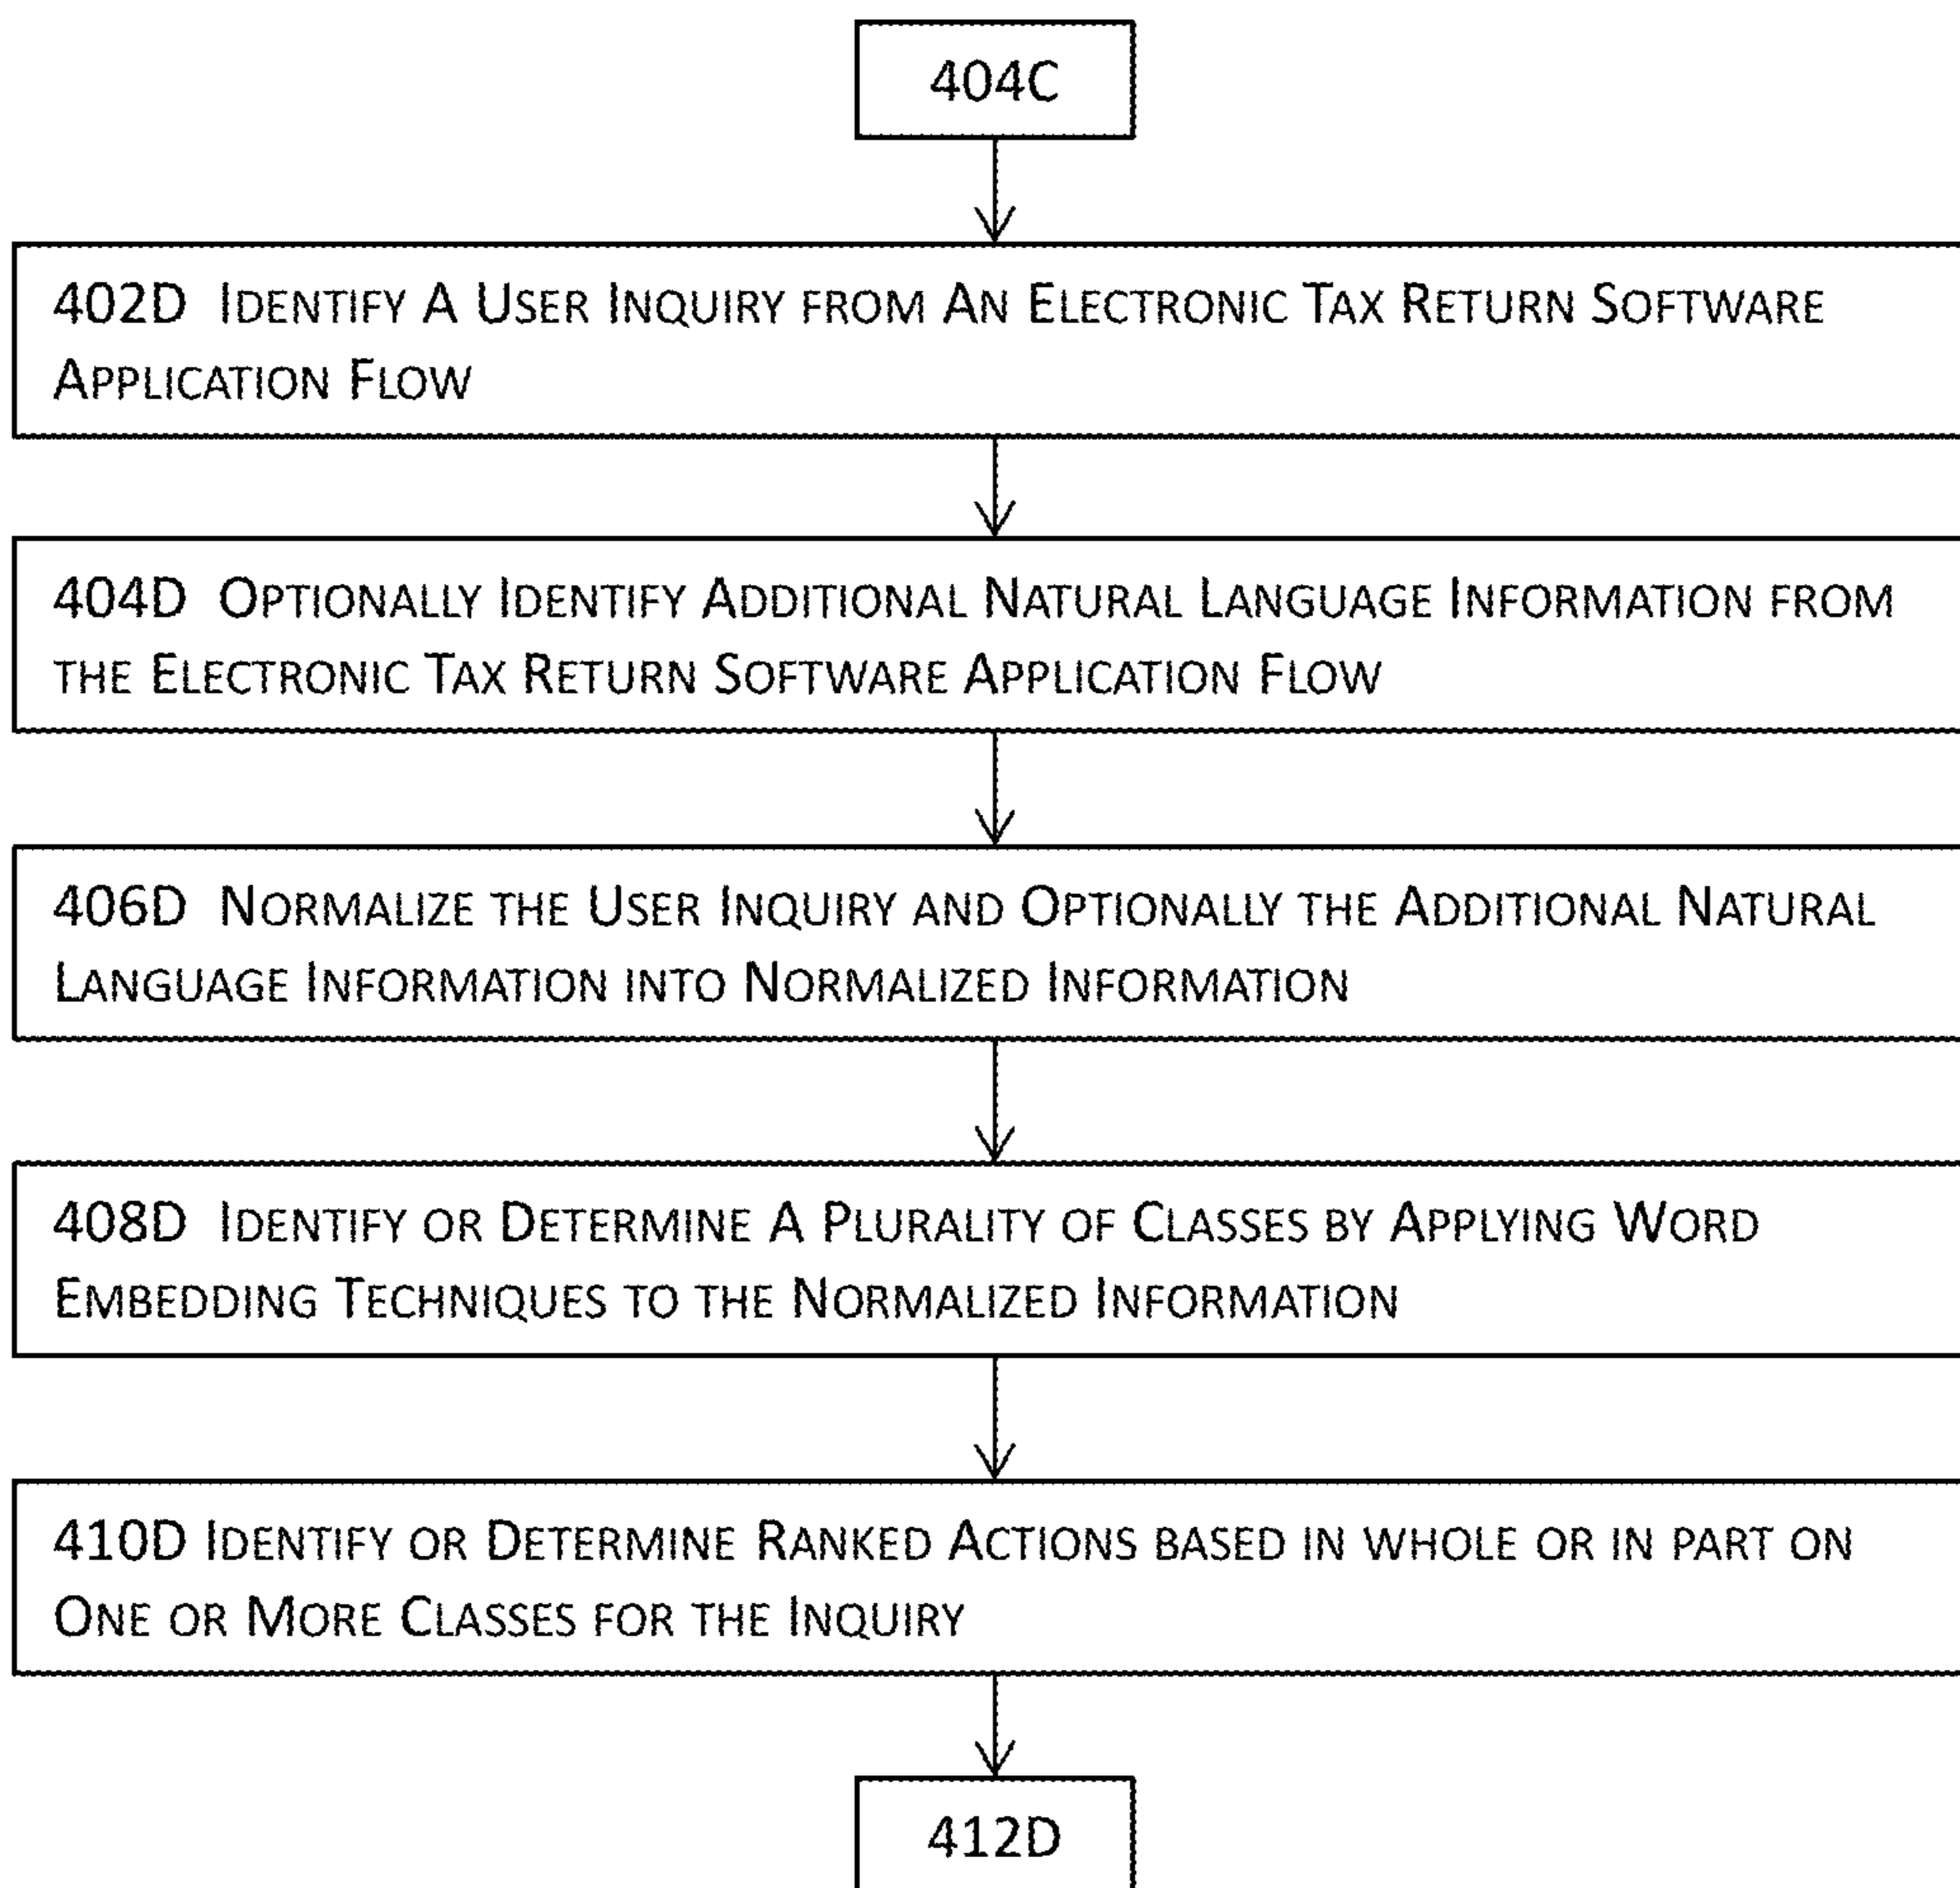 404C
402D IDENTIFY A USER INQUIRY FROM AN ELECTRONIC TAX RETURN SOFTWARE
APPLICATION FLOW
404D OPTIONALLY IDENTIFY ADDITIONAL NATURAL LANGUAGE INFORMATION FROM
THE ELECTRONIC TAX RETURN SOFTWARE APPLICATION FLOW
406D NORMALIZE THE USER INQUIRY AND OPTIONALLY THE ADDITIONAL NATURAL
LANGUAGE INFORMATION INTO NORMALIZED INFORMATION
408D IDENTIFY OR DETERMINE A PLURALITY OF CLASSES BY APPLYING WORD
EMBEDDING TECHNIQUES TO THE NORMALIZED INFORMATION
410D IDENTIFY OR DETERMINE RANKED ACTIONS BASED IN WHOLE OR IN PART ON
ONE OR MORE CLASSES FOR THE INQUIRY
412D